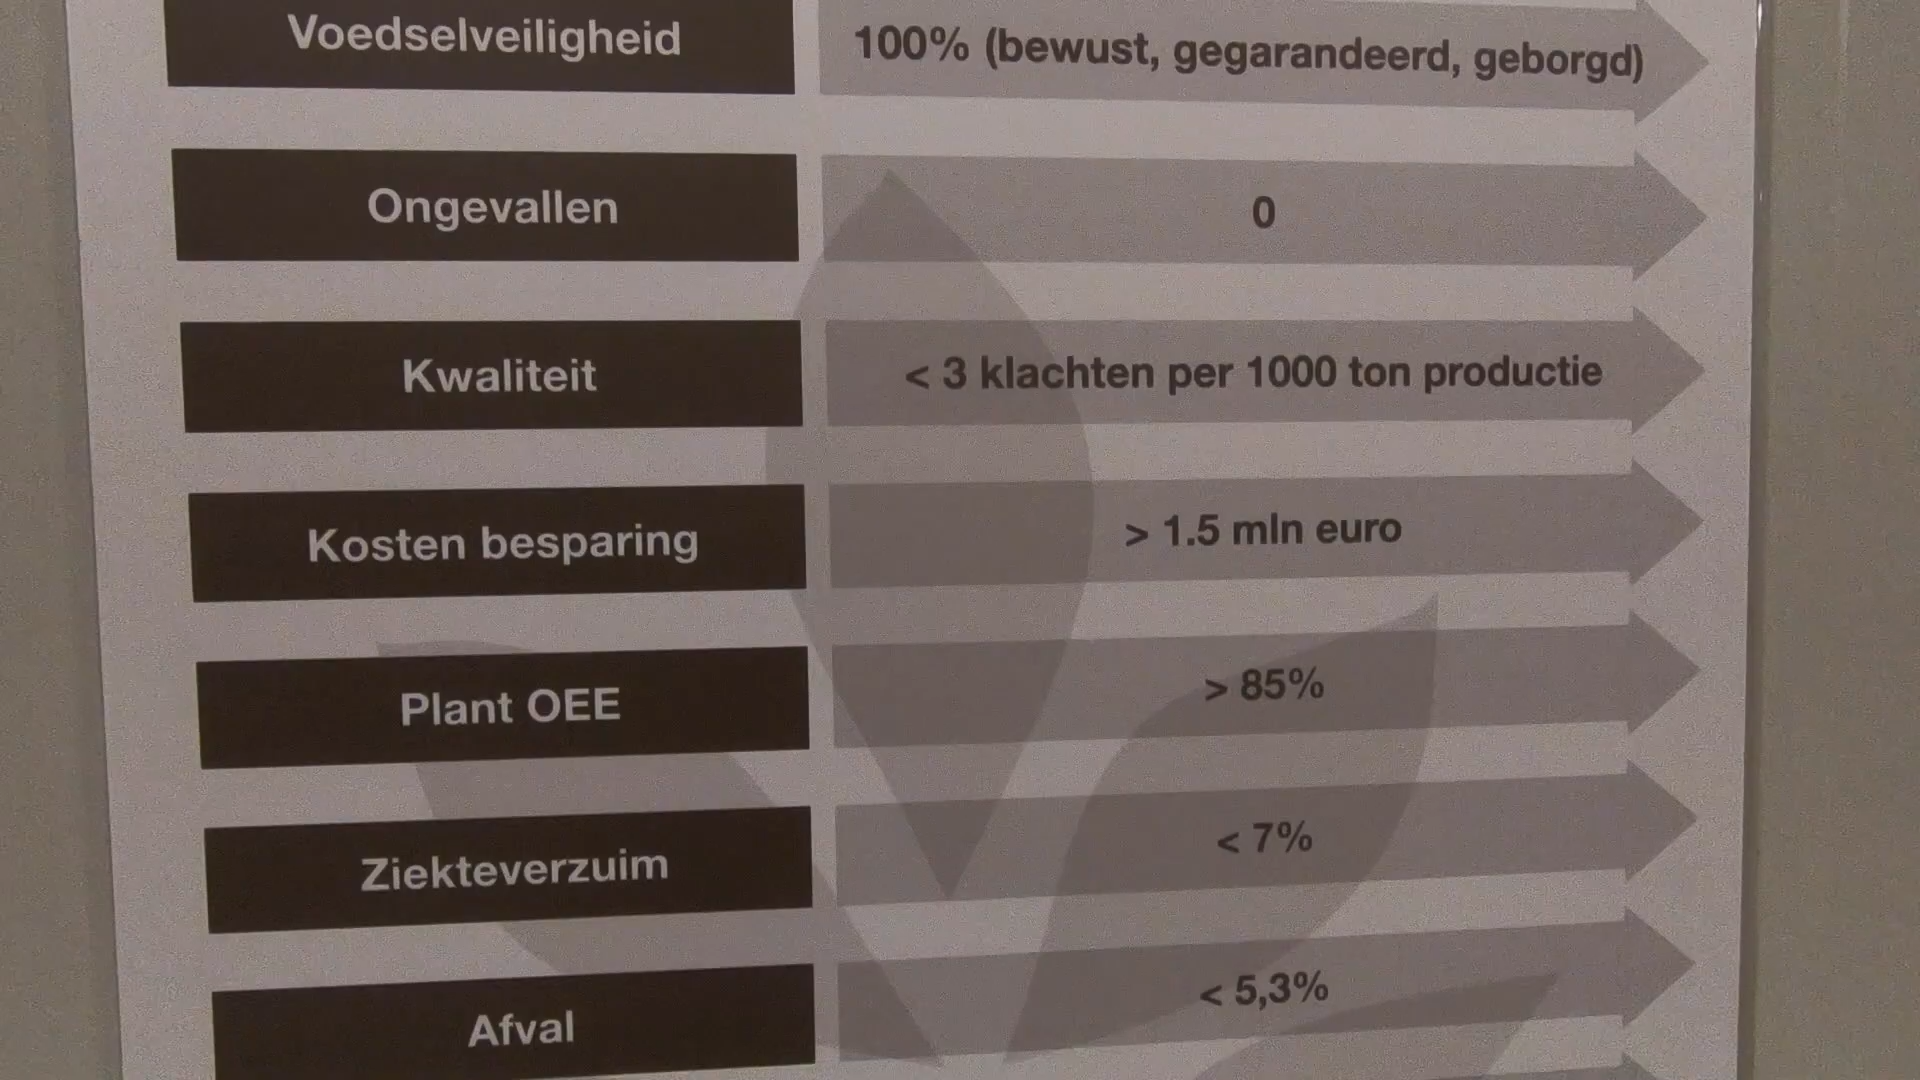 Voedselveiligheid 100% (bewust, gegarandeerd, geborgd)
Ongevallen 0
Kwaliteit < 3 klachten per 1000 ton productie
Kosten besparing > 1.5 mln euro
Plant OEE > 85%
Ziekteverzuim < 7%
Afval < 5,3%